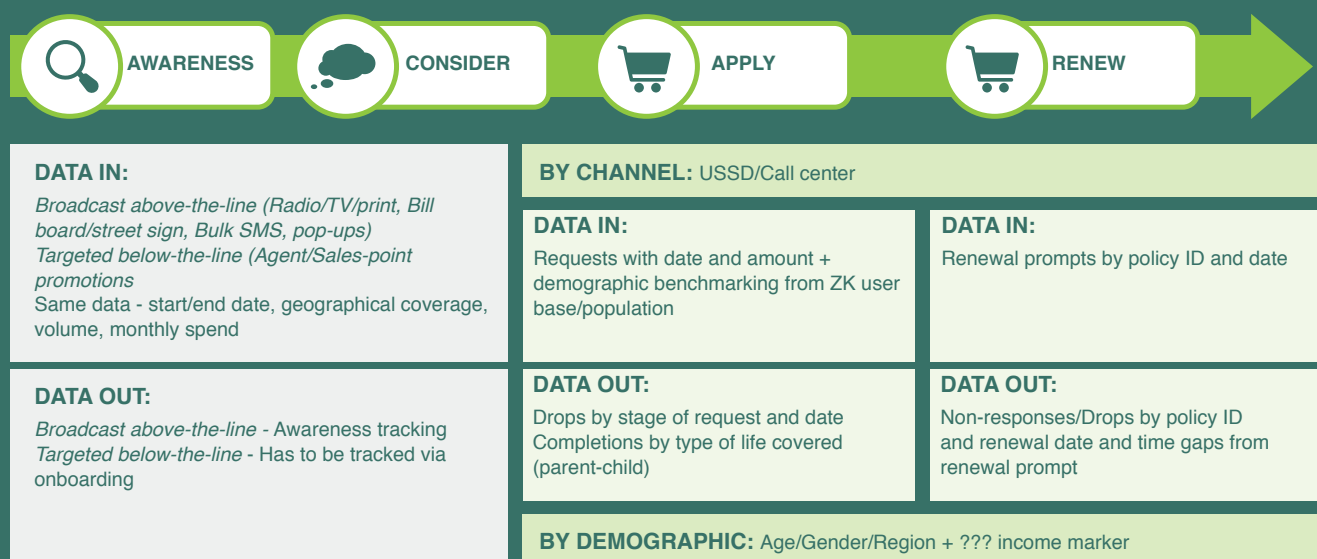 AWARENESS
CONSIDER
APPLY
RENEW
DATA IN:
Broadcast above-the-line (Radio/TV/print, Bill
board/street sign, Bulk SMS, pop-ups)
Targeted below-the-line (Agent/Sales-point
promotions
Same data - start/end date, geographical coverage,
volume, monthly spend
DATA OUT:
Broadcast above-the-line - Awareness tracking
Targeted below-the-line - Has to be tracked via
onboarding
BY CHANNEL: USSD/Call center
DATA IN:
Requests with date and amount +
demographic benchmarking from ZK user
base/population
DATA OUT:
Drops by stage of request and date
Completions by type of life covered
(parent-child)
DATA IN:
Renewal prompts by policy ID and date
DATA OUT:
Non-responses/Drops by policy ID
and renewal date and time gaps from
renewal prompt
BY DEMOGRAPHIC: Age/Gender/Region + ??? income marker